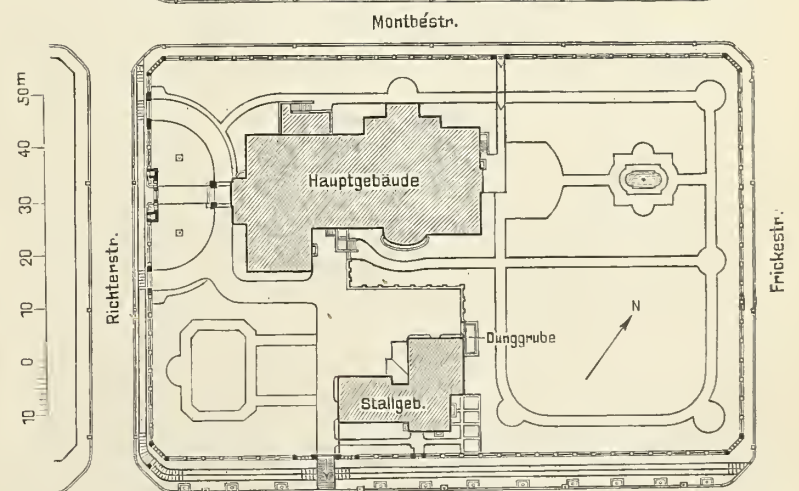 Montbéstr.
50m
40
30
20
10
0
10
Richterstr.
Hauptgebäude
Frickestr.
N
Dunggrube
Stallgeb.